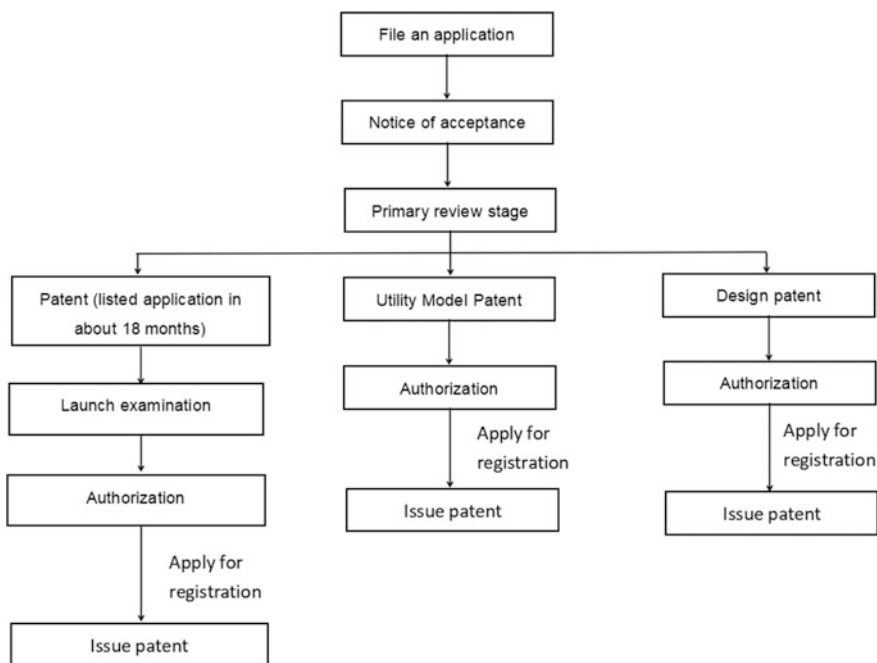 File an application
Notice of acceptance
Primary review stage
Patent (listed application in
about 18 months)
Utility Model Patent
Design patent
Launch examination
Authorization
Authorization
Authorization
Apply for
registration
Apply for
registration
Apply for
registration
Issue patent
Issue patent
Issue patent